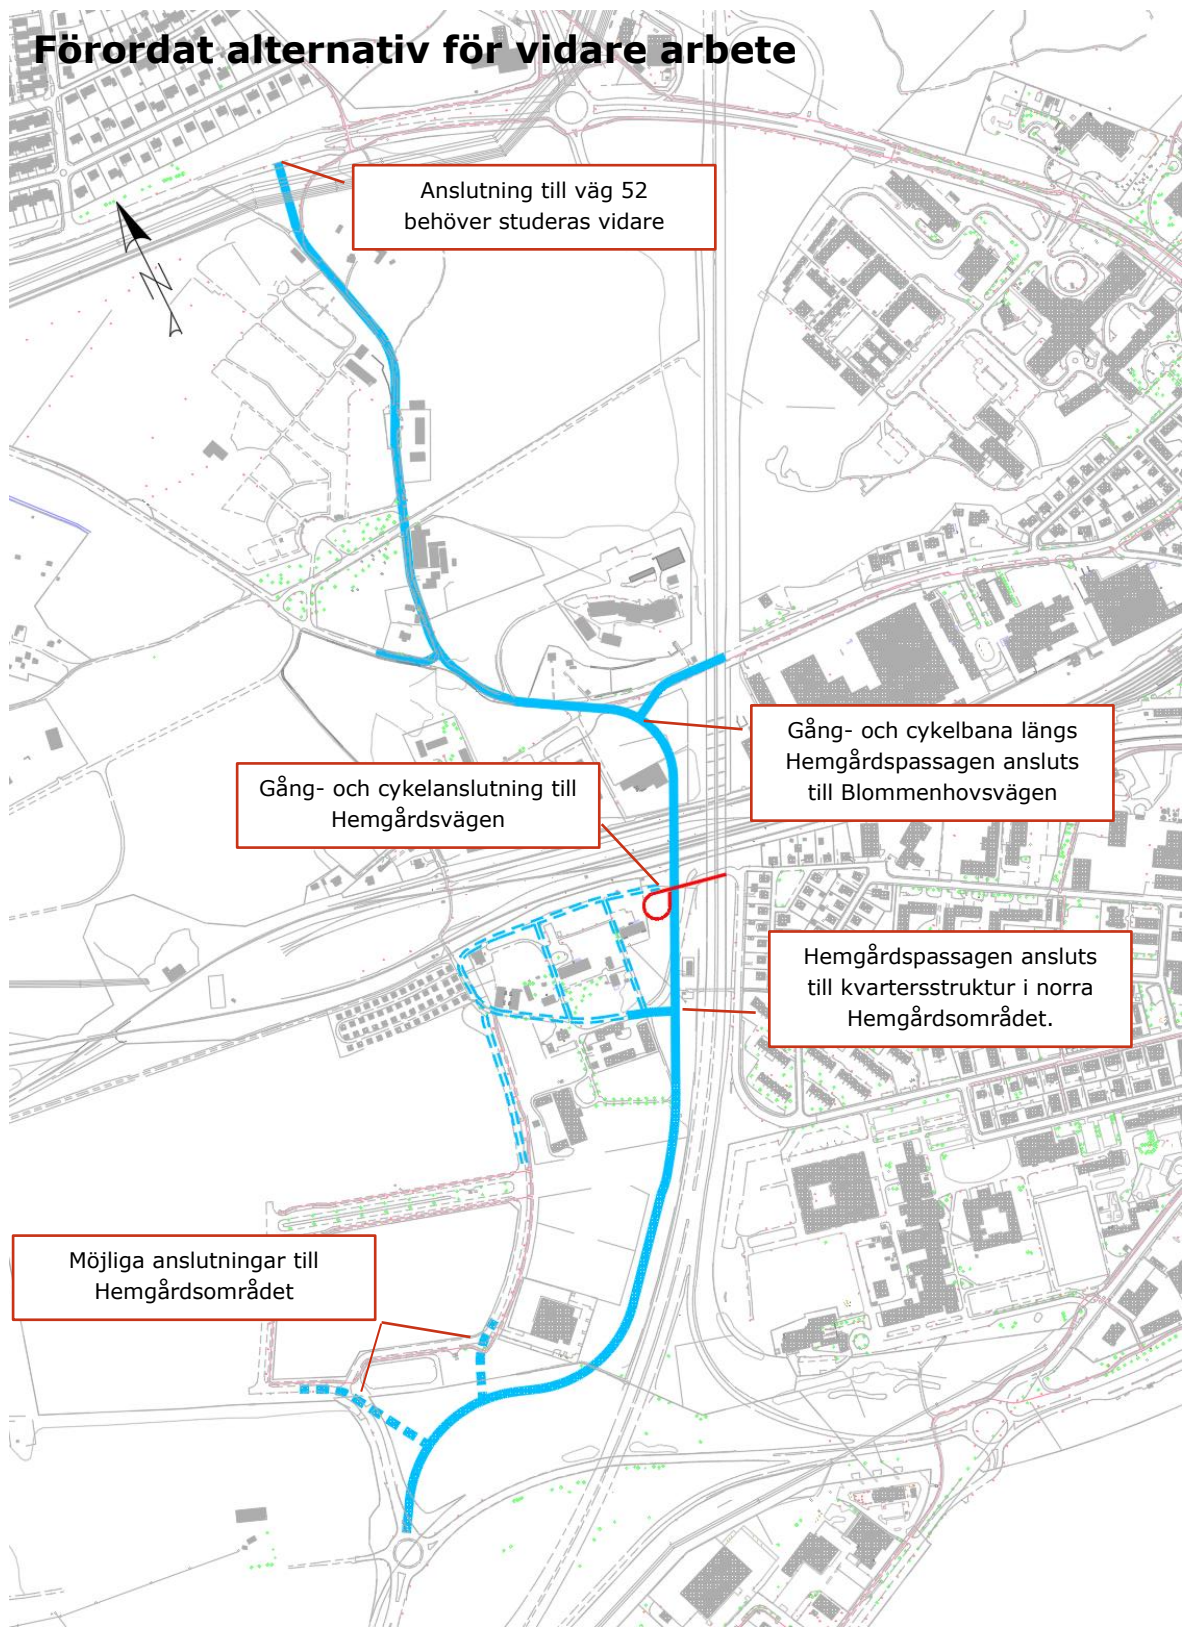 Förordat alternativ för vidare arbete
Anslutning till väg 52
behöver studeras vidare
N
Gång- och cykelbana längs
Hemgårdspassagen ansluts
till Blommenhovsvägen
Gång- och cykelanslutning till
Hemgårdsvägen
Hemgårdspassagen ansluts
till kvartersstruktur i norra
Hemgårdsområdet.
Möjliga anslutningar till
Hemgårdsområdet